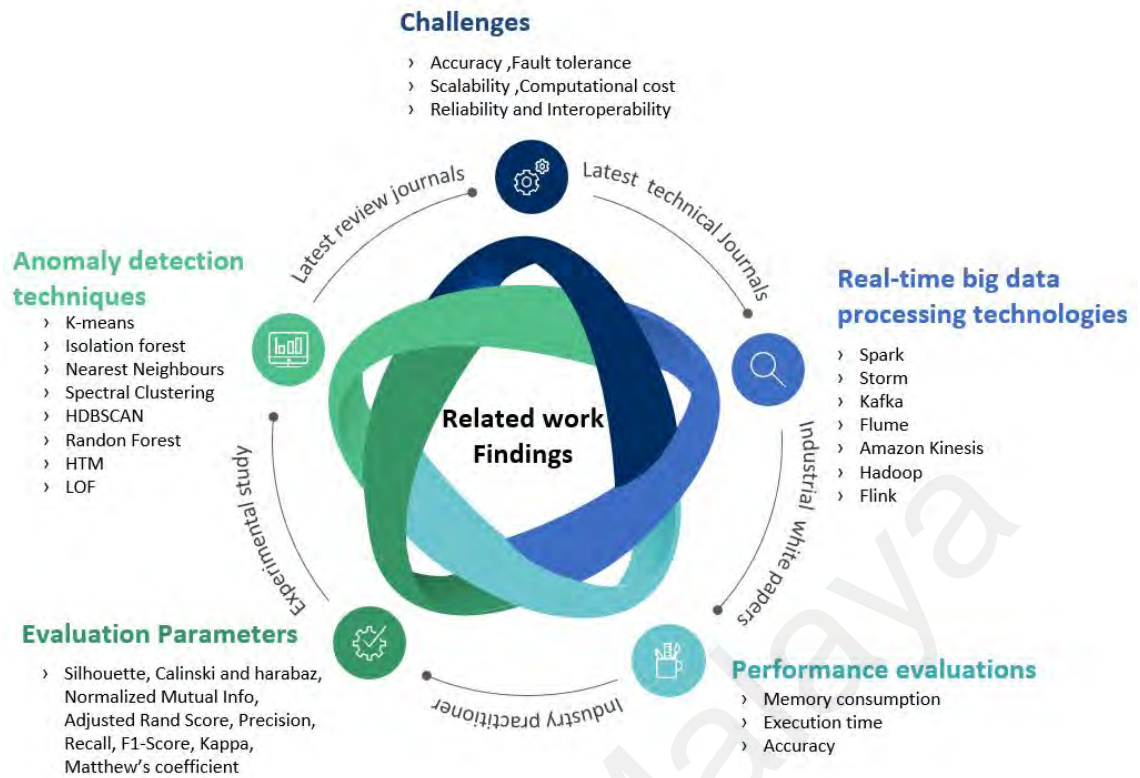 Challenges
› Accuracy ,Fault tolerance
› Scalability ,Computational cost
› Reliability and Interoperability
Latest review journals
Latest technical Journals
Anomaly detection
techniques
› K-means
› Isolation forest
› Nearest Neighbours
› Spectral Clustering
› HDBSCAN
› Randon Forest
› HTM
› LOF
Real-time big data
processing technologies
› Spark
› Storm
› Kafka
› Flume
› Amazon Kinesis
› Hadoop
› Flink
Related work
Findings
Experimental study
Industrial white papers
Evaluation Parameters
› Silhouette, Calinski and harabaz,
Normalized Mutual Info,
Adjusted Rand Score, Precision,
Recall, F1-Score, Kappa,
Matthew's coefficient
Industry practitioner
Performance evaluations
› Memory consumption
› Execution time
› Accuracy
Malaya